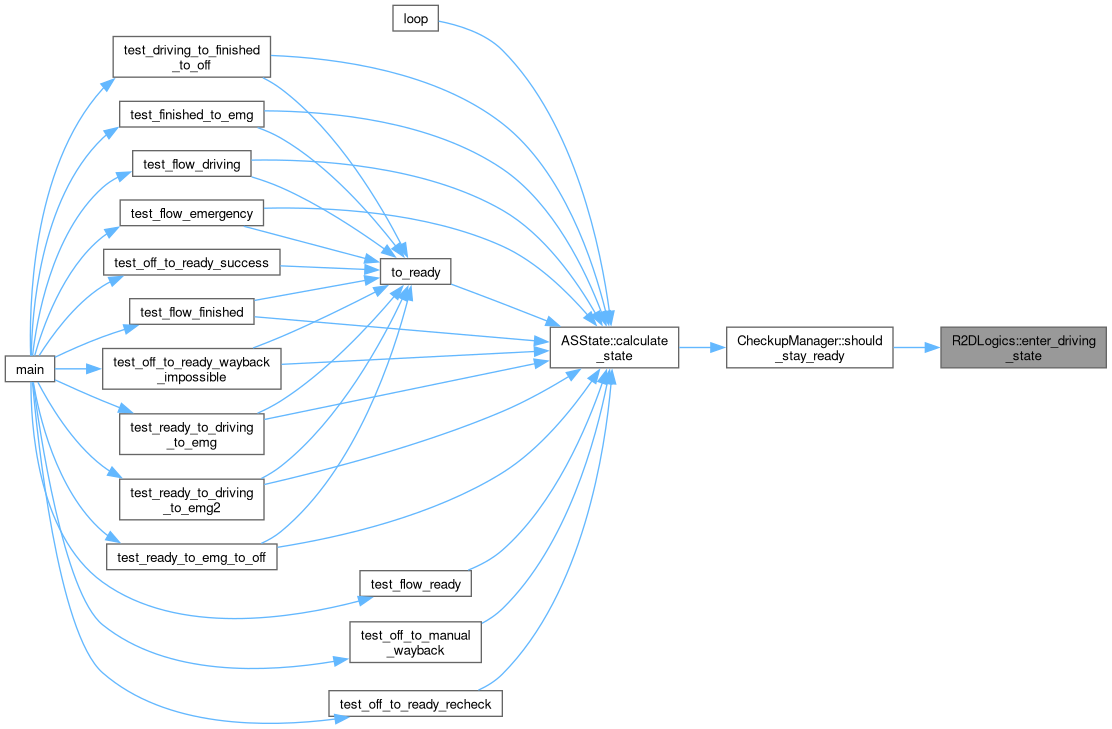 loop
test_driving_to_finished
_to_off
test_finished_to_emg
test_flow_driving
test_flow_emergency
test_off_to_ready_success
to_ready
test_flow_finished
main
test_off_to_ready_wayback
_impossible
ASState::calculate
_state
CheckupManager::should
_stay_ready
R2DLogics::enter_driving
_state
test_ready_to_driving
_to_emg
test_ready_to_driving
_to_emg2
test_ready_to_emg_to_off
test_flow_ready
test_off_to_manual
_wayback
test_off_to_ready_recheck